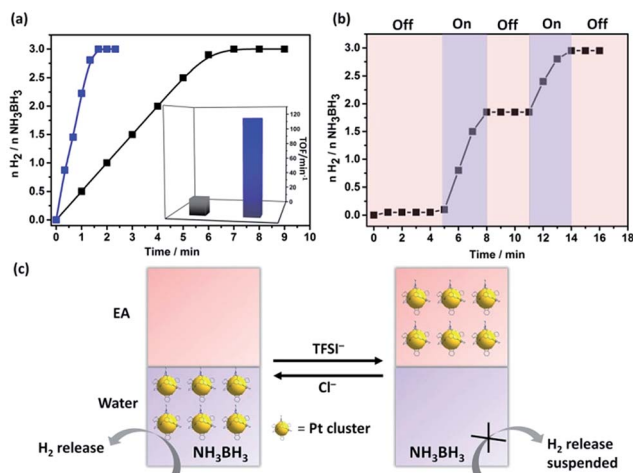 (a)
n H2 / n NH3BH3
3.0
2.5
2.0
1.5
1.0
0.5
0.0
0 1 2 3 4 5 6 7 8 9 10
Time / min
120
100
80
60
40
20
0
TOF/min-1
(b)
Off On Off On Off
n H2 / n NH3BH3
3.0
2.5
2.0
1.5
1.0
0.5
0.0
0 2 4 6 8 10 12 14 16 18
Time / min
(c)
EA
TFSI−
Cl−
Water
= Pt cluster
H2 release
NH3BH3
NH3BH3
H2 release
suspended